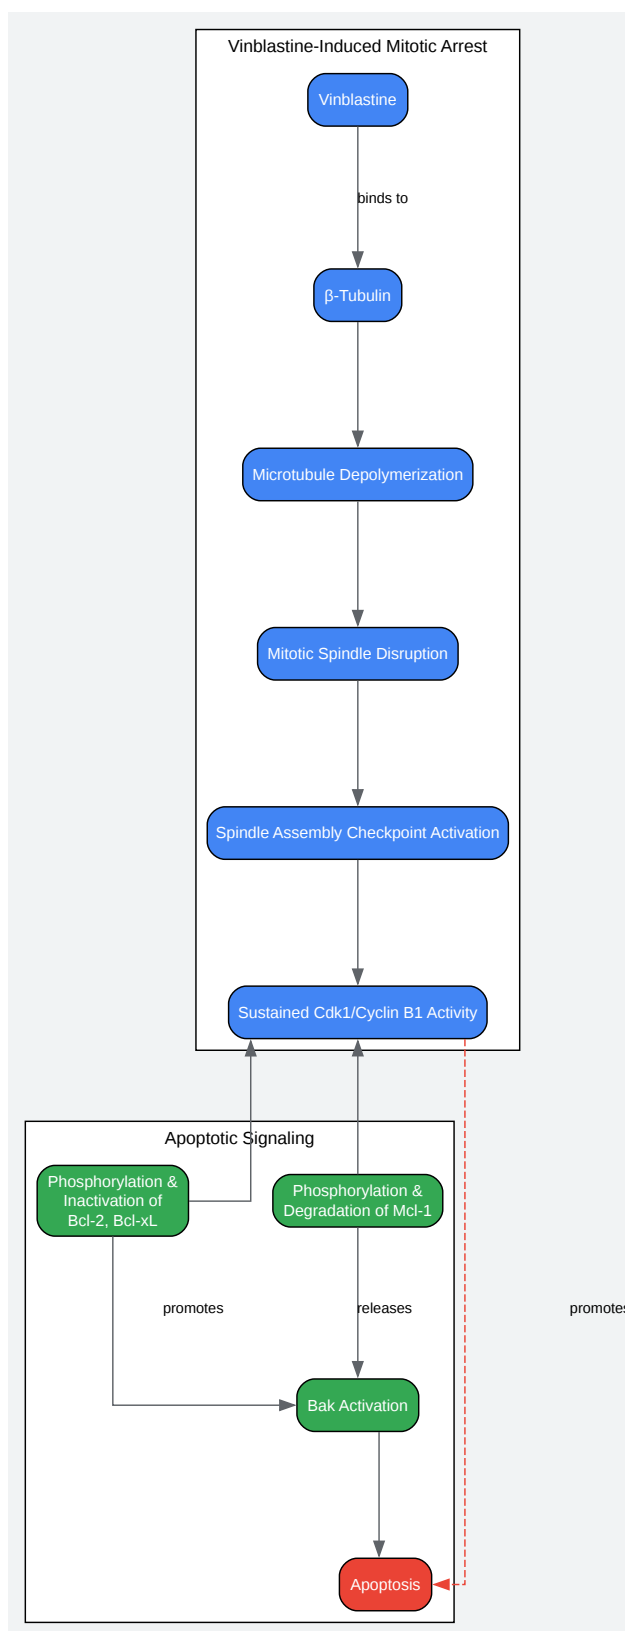 Vinblastine-Induced Mitotic Arrest
Vinblastine
binds to
β-Tubulin
Microtubule Depolymerization
Mitotic Spindle Disruption
Spindle Assembly Checkpoint Activation
Sustained Cdk1/Cyclin B1 Activity
Apoptotic Signaling
Phosphorylation &
Inactivation of
Bcl-2, Bcl-xL
Phosphorylation &
Degradation of Mcl-1
promotes
releases
promotes
Bak Activation
Apoptosis